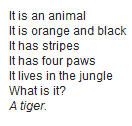 It is an animal
It is orange and black
It has stripes
It has four paws
It lives in the jungle
What is it?
A tiger.